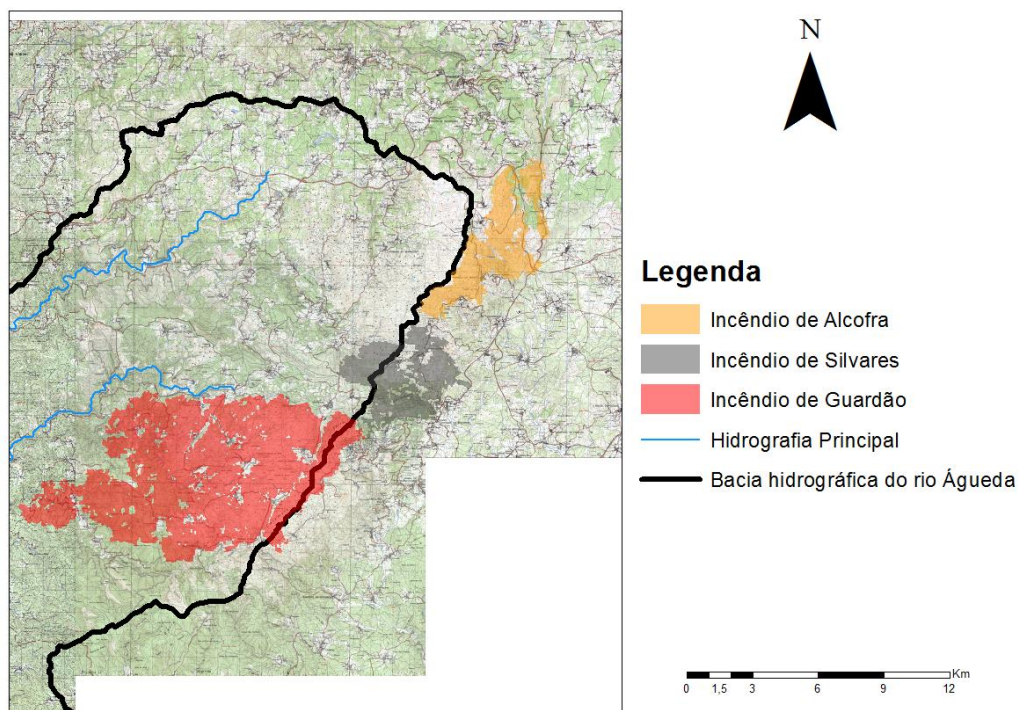 N
Legenda
Incêndio de Alcofra
Incêndio de Silvares
Incêndio de Guardão
Hidrografia Principal
Bacia hidrográfica do rio Águeda
Km
0 1,5 3 6 9 12